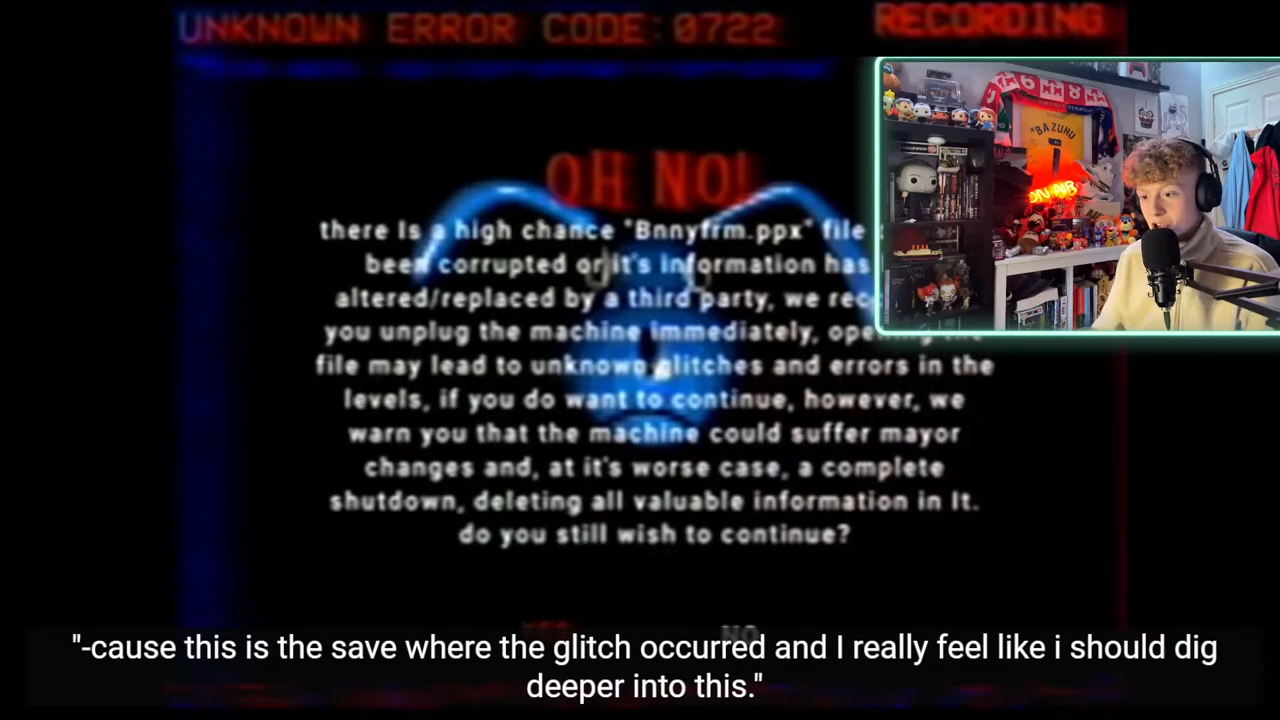 UNKNOWN ERROR CODE:0722
RECORDING
OH NO!
there Is a high chance "Bnnyfrm.ppx" file
been corrupted or it's information has
altered/replaced by a third party, we
you unplug the machine immediately,
file may lead to unknown glitches and errors in the
levels, if you do want to continue, however, we
warn you that the machine could suffer mayor
changes and, at it's worse case, a complete
shutdown, deleting all valuable information in It.
do you still wish to continue?
YES NO
BAZUNU
1
ON AIR
"-cause this is the save where the glitch occurred and I really feel like i should dig
deeper into this."